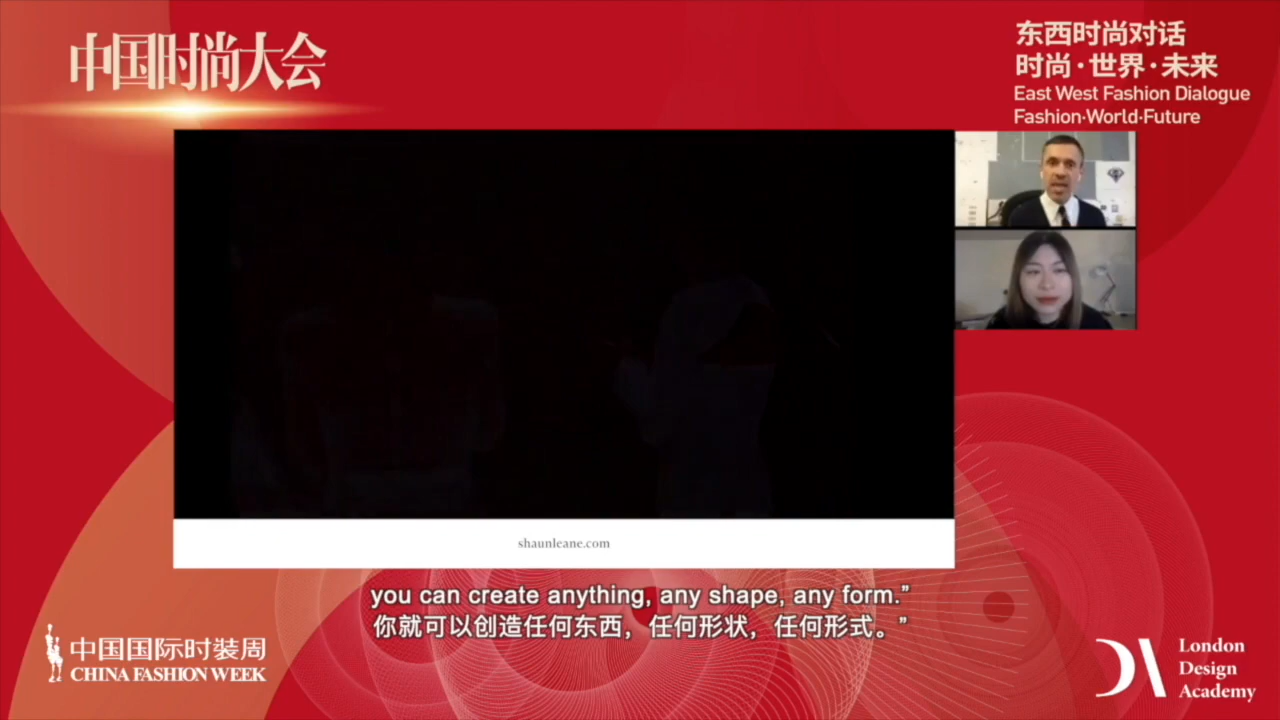 中国时尚大会
东西时尚对话
时尚·世界·未来
East West Fashion Dialogue
Fashion·World·Future
shaunleane.com
you can create anything, any shape, any form.”
你就可以创造任何东西，任何形状，任何形式。”
中国国际时装周
CHINA FASHION WEEK
London
Design
Academy